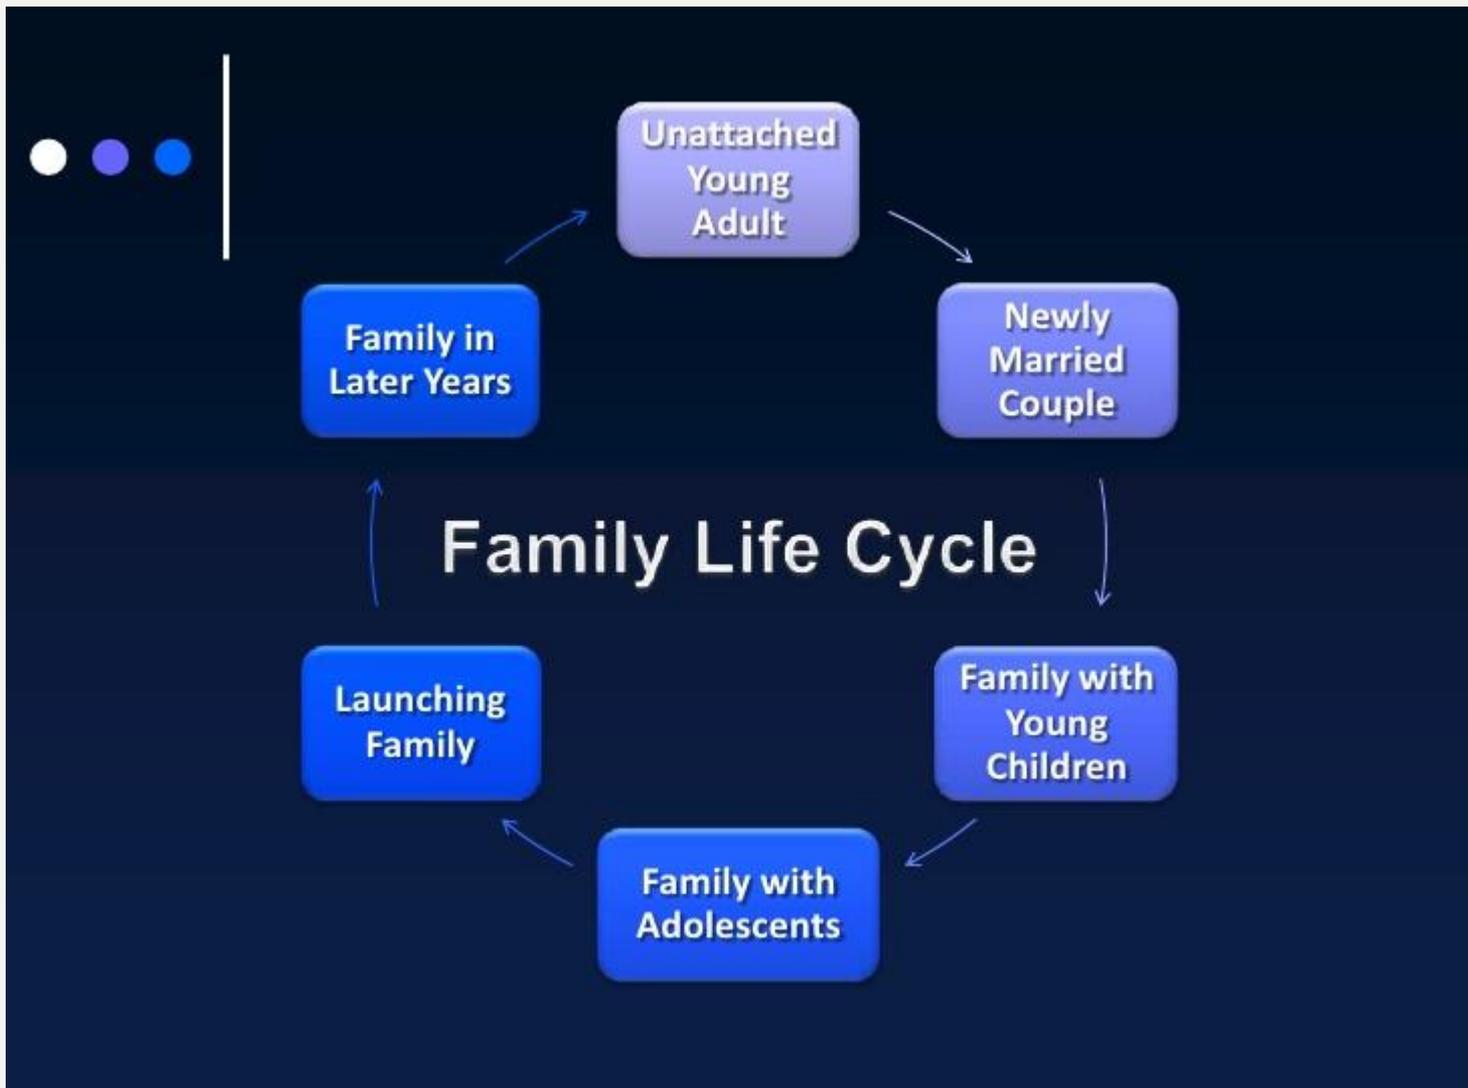 Unattached
Young
Adult
Newly
Married
Couple
Family in
Later Years
Family Life Cycle
Family with
Young
Children
Launching
Family
Family with
Adolescents